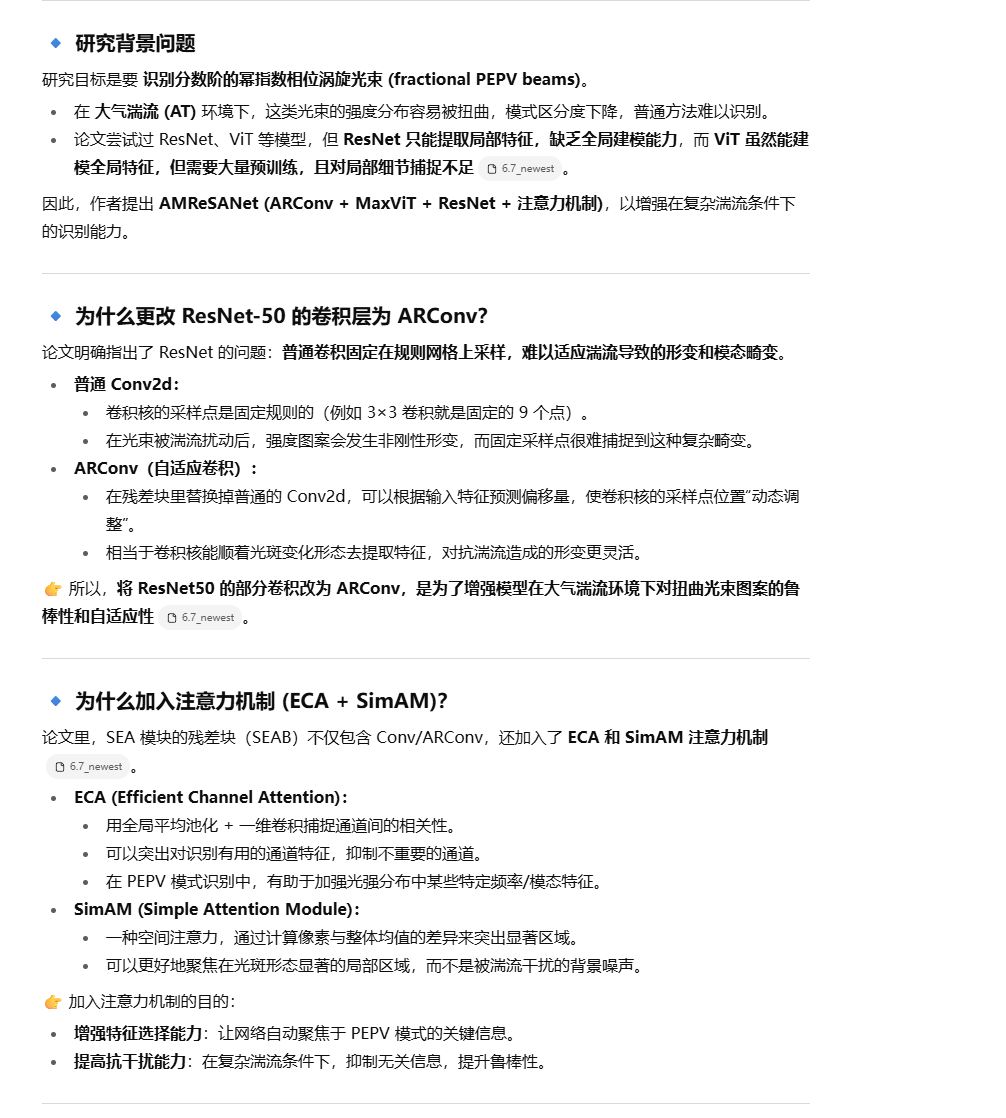 研究背景问题
研究目标是要 识别分数阶的幂指数相位涡旋光束 (fractional PEPV beams)。
在 大气湍流 (AT) 环境下，这类光束的强度分布容易被扭曲，模式区分度下降，普通方法难以识别。
论文尝试过 ResNet、ViT 等模型，但 ResNet 只能提取局部特征，缺乏全局建模能力，而 ViT 虽然能建
模全局特征，但需要大量预训练，且对局部细节捕捉不足 6.7_newest 。
因此，作者提出 AMReSANet (ARConv + MaxViT + ResNet + 注意力机制)，以增强在复杂湍流条件下
的识别能力。
为什么更改 ResNet-50 的卷积层为 ARConv？
论文明确指出了 ResNet 的问题：普通卷积固定在规则网格上采样，难以适应湍流导致的形变和模态畸变。
普通 Conv2d：
卷积核的采样点是固定规则的（例如 3×3 卷积就是固定的 9 个点）。
在光束被湍流扰动后，强度图案会发生非刚性形变，而固定采样点很难捕捉到这种复杂畸变。
ARConv（自适应卷积）：
在残差块里替换掉普通的 Conv2d，可以根据输入特征预测偏移量，使卷积核的采样点位置“动态调
整”。
相当于卷积核能顺着光斑变化形态去提取特征，对抗湍流造成的形变更灵活。
👉 所以，将 ResNet50 的部分卷积改为 ARConv，是为了增强模型在大气湍流环境下对扭曲光束图案的鲁
棒性和自适应性 6.7_newest 。
为什么加入注意力机制 (ECA + SimAM)？
论文里，SEA 模块的残差块（SEAB）不仅包含 Conv/ARConv，还加入了 ECA 和 SimAM 注意力机制
6.7_newest 。
ECA (Efficient Channel Attention)：
用全局平均池化 + 一维卷积捕捉通道间的相关性。
可以突出对识别有用的通道特征，抑制不重要的通道。
在 PEPV 模式识别中，有助于加强光强分布中某些特定频率/模态特征。
SimAM (Simple Attention Module)：
一种空间注意力，通过计算像素与整体均值的差异来突出显著区域。
可以更好地聚焦在光斑形态显著的局部区域，而不是被湍流干扰的背景噪声。
👉 加入注意力机制的目的：
增强特征选择能力：让网络自动聚焦于 PEPV 模式的关键信息。
提高抗干扰能力：在复杂湍流条件下，抑制无关信息，提升鲁棒性。